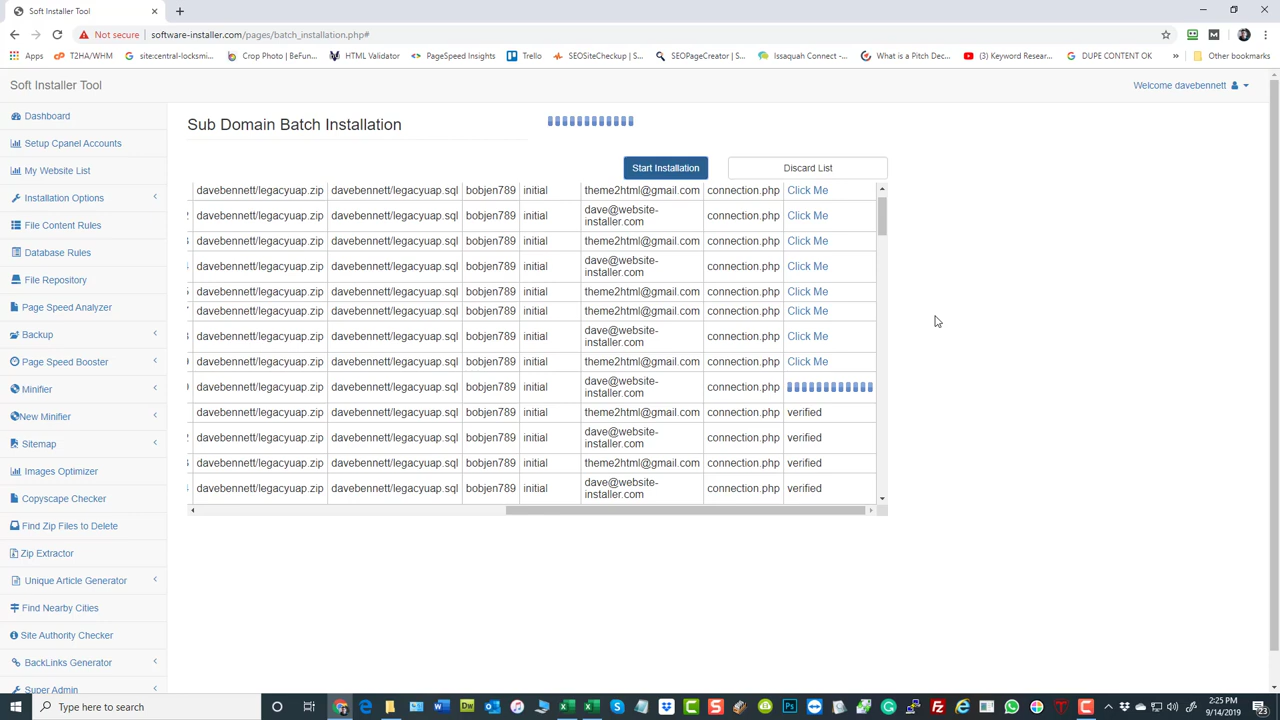 Soft Installer Tool
Not secure | software-installer.com/pages/batch_installation.php#
Apps T2HA/WHM site:central-locksmi... Crop Photo | BeFun... HTML Validator PageSpeed Insights Trello SEOSiteCheckup | S... SEOPageCreator | S... Issaquah Connect -... What is a Pitch Dec... (3) Keyword Resear... DUPE CONTENT OK » Other bookmarks
Soft Installer Tool
Welcome davebennett
Dashboard
Setup Cpanel Accounts
My Website List
Installation Options
File Content Rules
Database Rules
File Repository
Page Speed Analyzer
Backup
Page Speed Booster
Minifier
New Minifier
Sitemap
Images Optimizer
Copyscape Checker
Find Zip Files to Delete
Zip Extractor
Unique Article Generator
Find Nearby Cities
Site Authority Checker
BackLinks Generator
Super Admin
Sub Domain Batch Installation
Start Installation
Discard List
davebennett/legacyuap.zip davebennett/legacyuap.sql bobjen789 initial theme2html@gmail.com connection.php Click Me
davebennett/legacyuap.zip davebennett/legacyuap.sql bobjen789 initial dave@website-
installer.com connection.php Click Me
davebennett/legacyuap.zip davebennett/legacyuap.sql bobjen789 initial theme2html@gmail.com connection.php Click Me
davebennett/legacyuap.zip davebennett/legacyuap.sql bobjen789 initial dave@website-
installer.com connection.php Click Me
davebennett/legacyuap.zip davebennett/legacyuap.sql bobjen789 initial theme2html@gmail.com connection.php Click Me
davebennett/legacyuap.zip davebennett/legacyuap.sql bobjen789 initial theme2html@gmail.com connection.php Click Me
davebennett/legacyuap.zip davebennett/legacyuap.sql bobjen789 initial dave@website-
installer.com connection.php Click Me
davebennett/legacyuap.zip davebennett/legacyuap.sql bobjen789 initial theme2html@gmail.com connection.php Click Me
davebennett/legacyuap.zip davebennett/legacyuap.sql bobjen789 initial dave@website-
installer.com connection.php
davebennett/legacyuap.zip davebennett/legacyuap.sql bobjen789 initial theme2html@gmail.com connection.php verified
davebennett/legacyuap.zip davebennett/legacyuap.sql bobjen789 initial dave@website-
installer.com connection.php verified
davebennett/legacyuap.zip davebennett/legacyuap.sql bobjen789 initial theme2html@gmail.com connection.php verified
davebennett/legacyuap.zip davebennett/legacyuap.sql bobjen789 initial dave@website-
installer.com connection.php verified
Type here to search
2:25 PM
9/14/2019